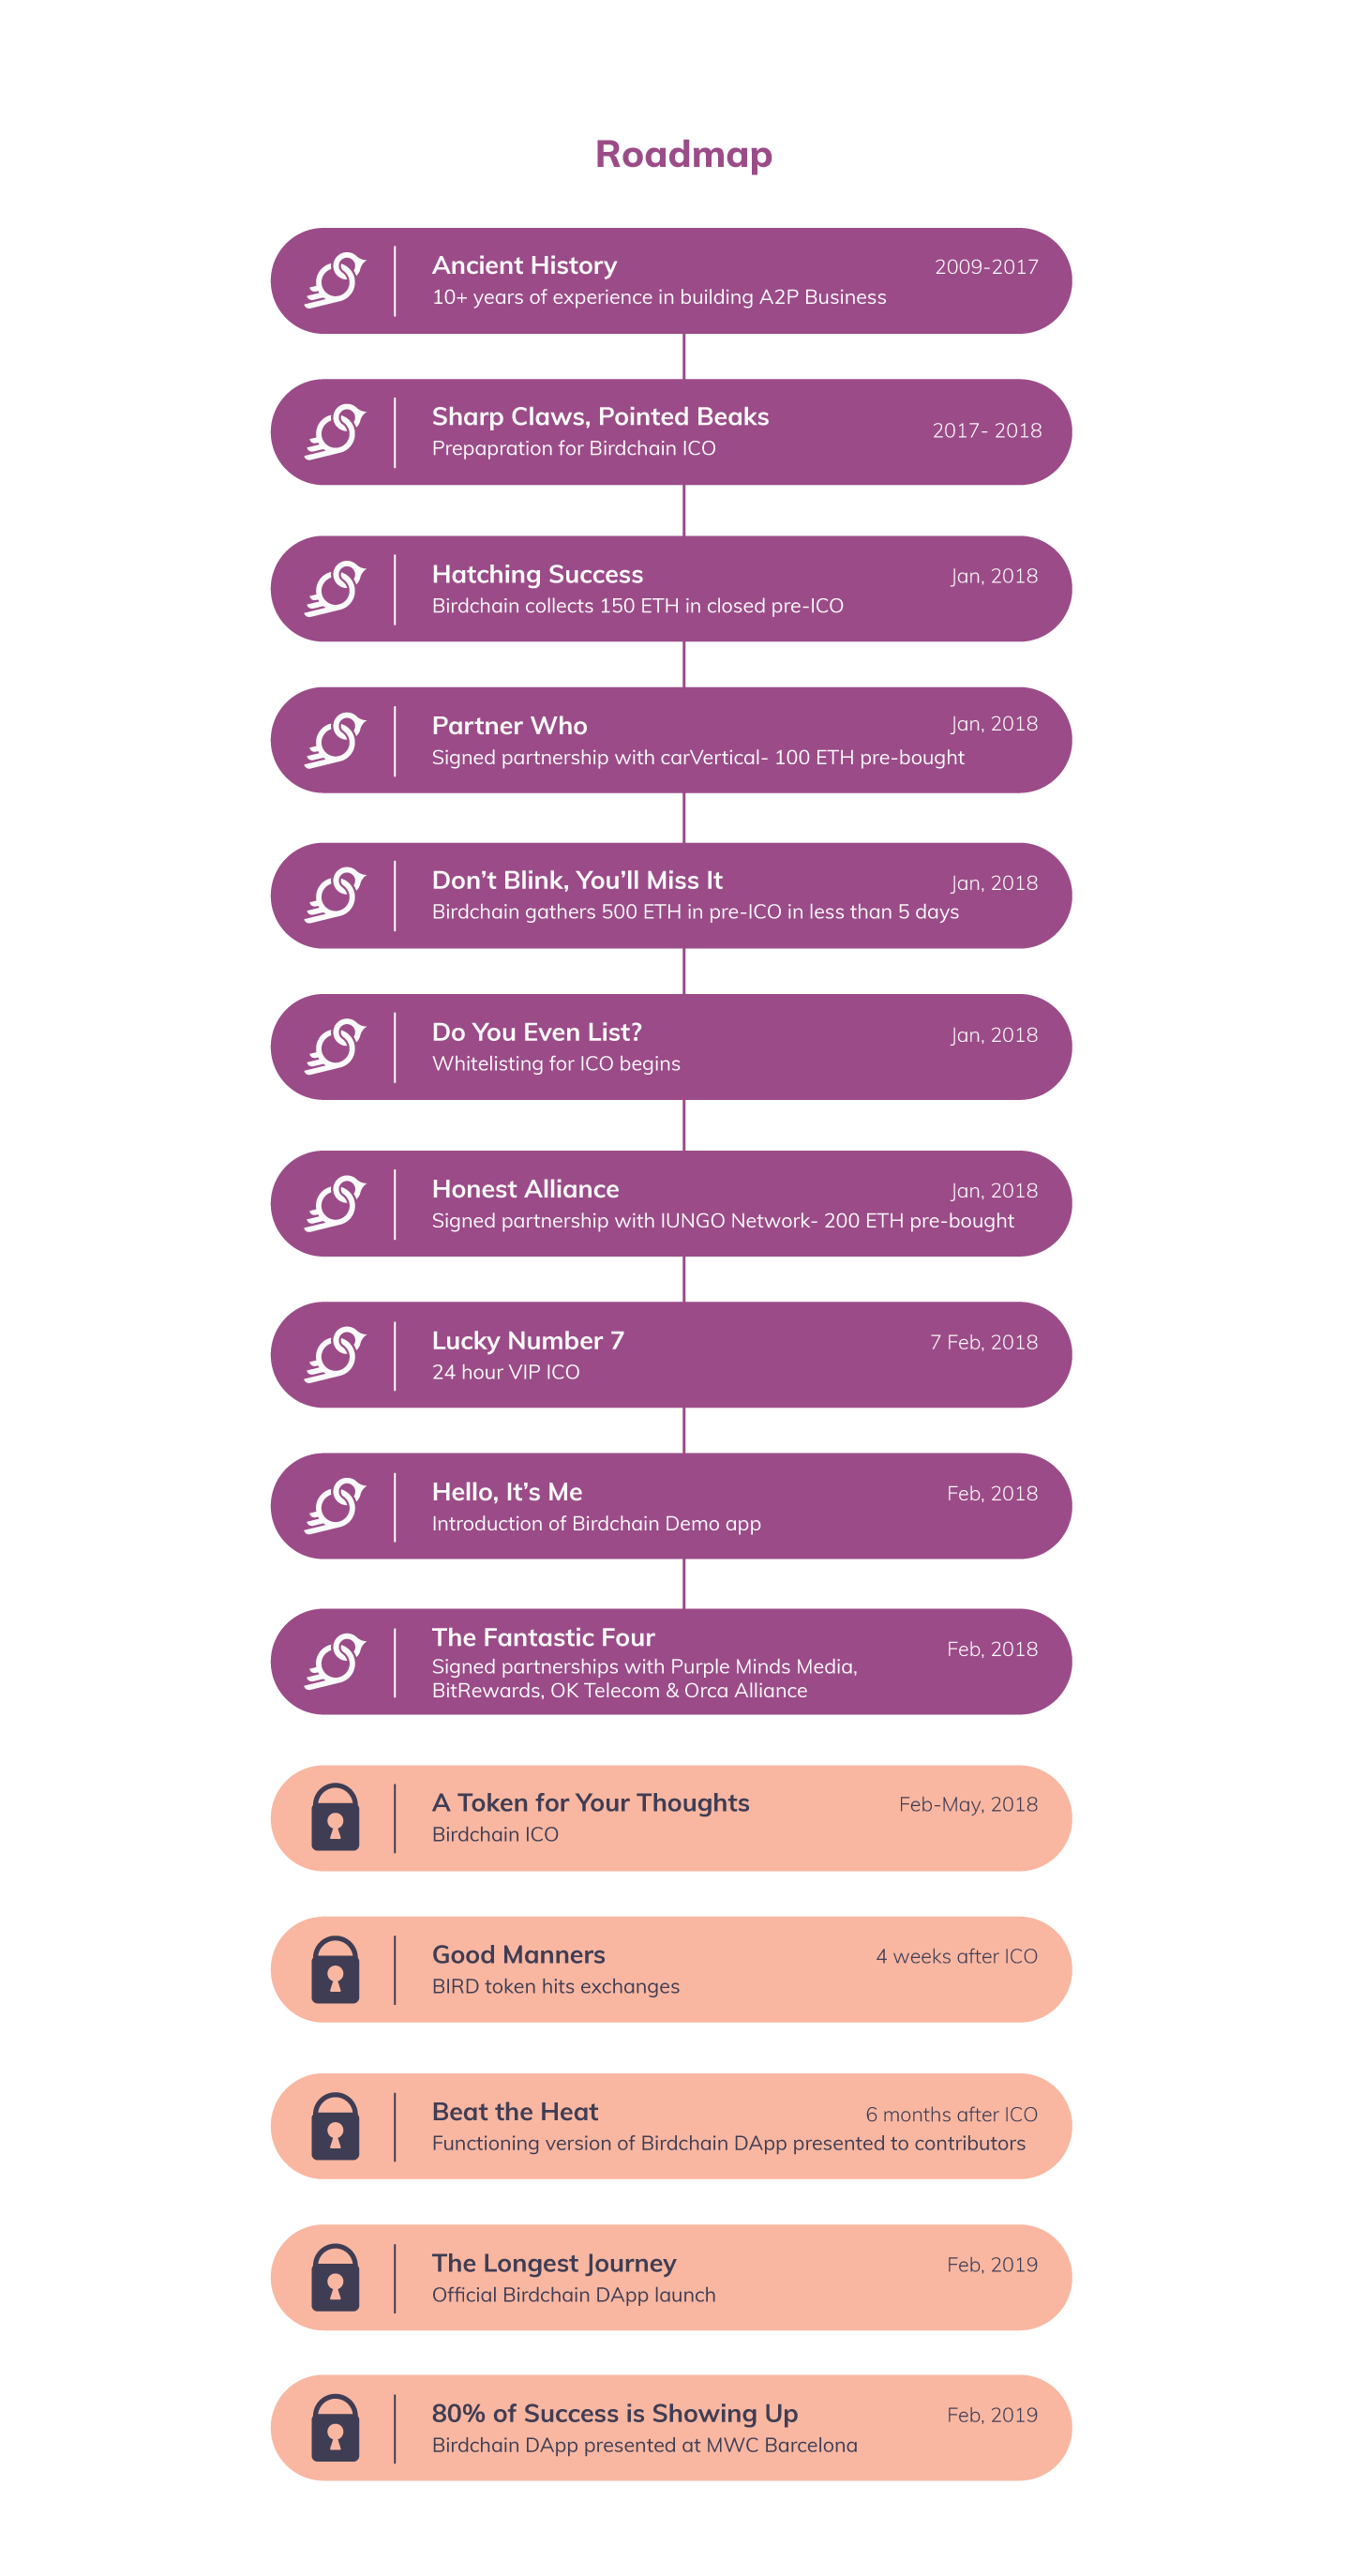 Roadmap
Ancient History
2009-2017
10+ years of experience in building A2P Business
Sharp Claws, Pointed Beaks
2017- 2018
Prepapration for Birdchain ICO
Hatching Success
Jan, 2018
Birdchain collects 150 ETH in closed pre-ICO
Partner Who
Jan, 2018
Signed partnership with carVertical- 100 ETH pre-bought
Don’t Blink, You’ll Miss It
Jan, 2018
Birdchain gathers 500 ETH in pre-ICO in less than 5 days
Do You Even List?
Jan, 2018
Whitelisting for ICO begins
Honest Alliance
Jan, 2018
Signed partnership with IUNGO Network- 200 ETH pre-bought
Lucky Number 7
7 Feb, 2018
24 hour VIP ICO
Hello, It’s Me
Feb, 2018
Introduction of Birdchain Demo app
The Fantastic Four
Feb, 2018
Signed partnerships with Purple Minds Media,
BitRewards, OK Telecom & Orca Alliance
A Token for Your Thoughts
Feb-May, 2018
Birdchain ICO
Good Manners
4 weeks after ICO
BIRD token hits exchanges
Beat the Heat
6 months after ICO
Functioning version of Birdchain DApp presented to contributors
The Longest Journey
Feb, 2019
Official Birdchain DApp launch
80% of Success is Showing Up
Feb, 2019
Birdchain DApp presented at MWC Barcelona